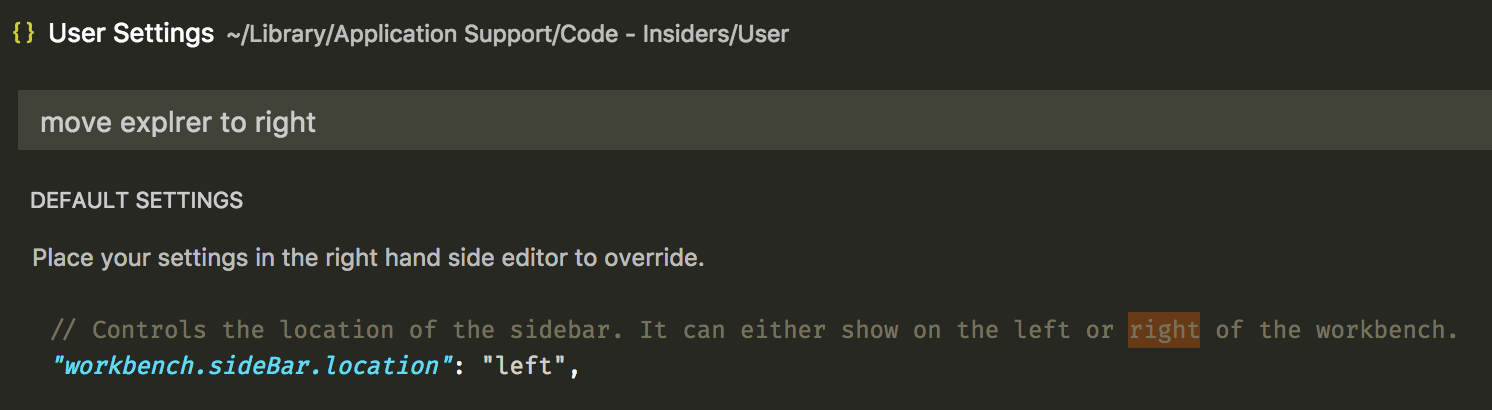 { } User Settings ~/Library/Application Support/Code - Insiders/User
move explrer to right
DEFAULT SETTINGS
Place your settings in the right hand side editor to override.
// Controls the location of the sidebar. It can either show on the left or right of the workbench.
"workbench.sideBar.location": "left",